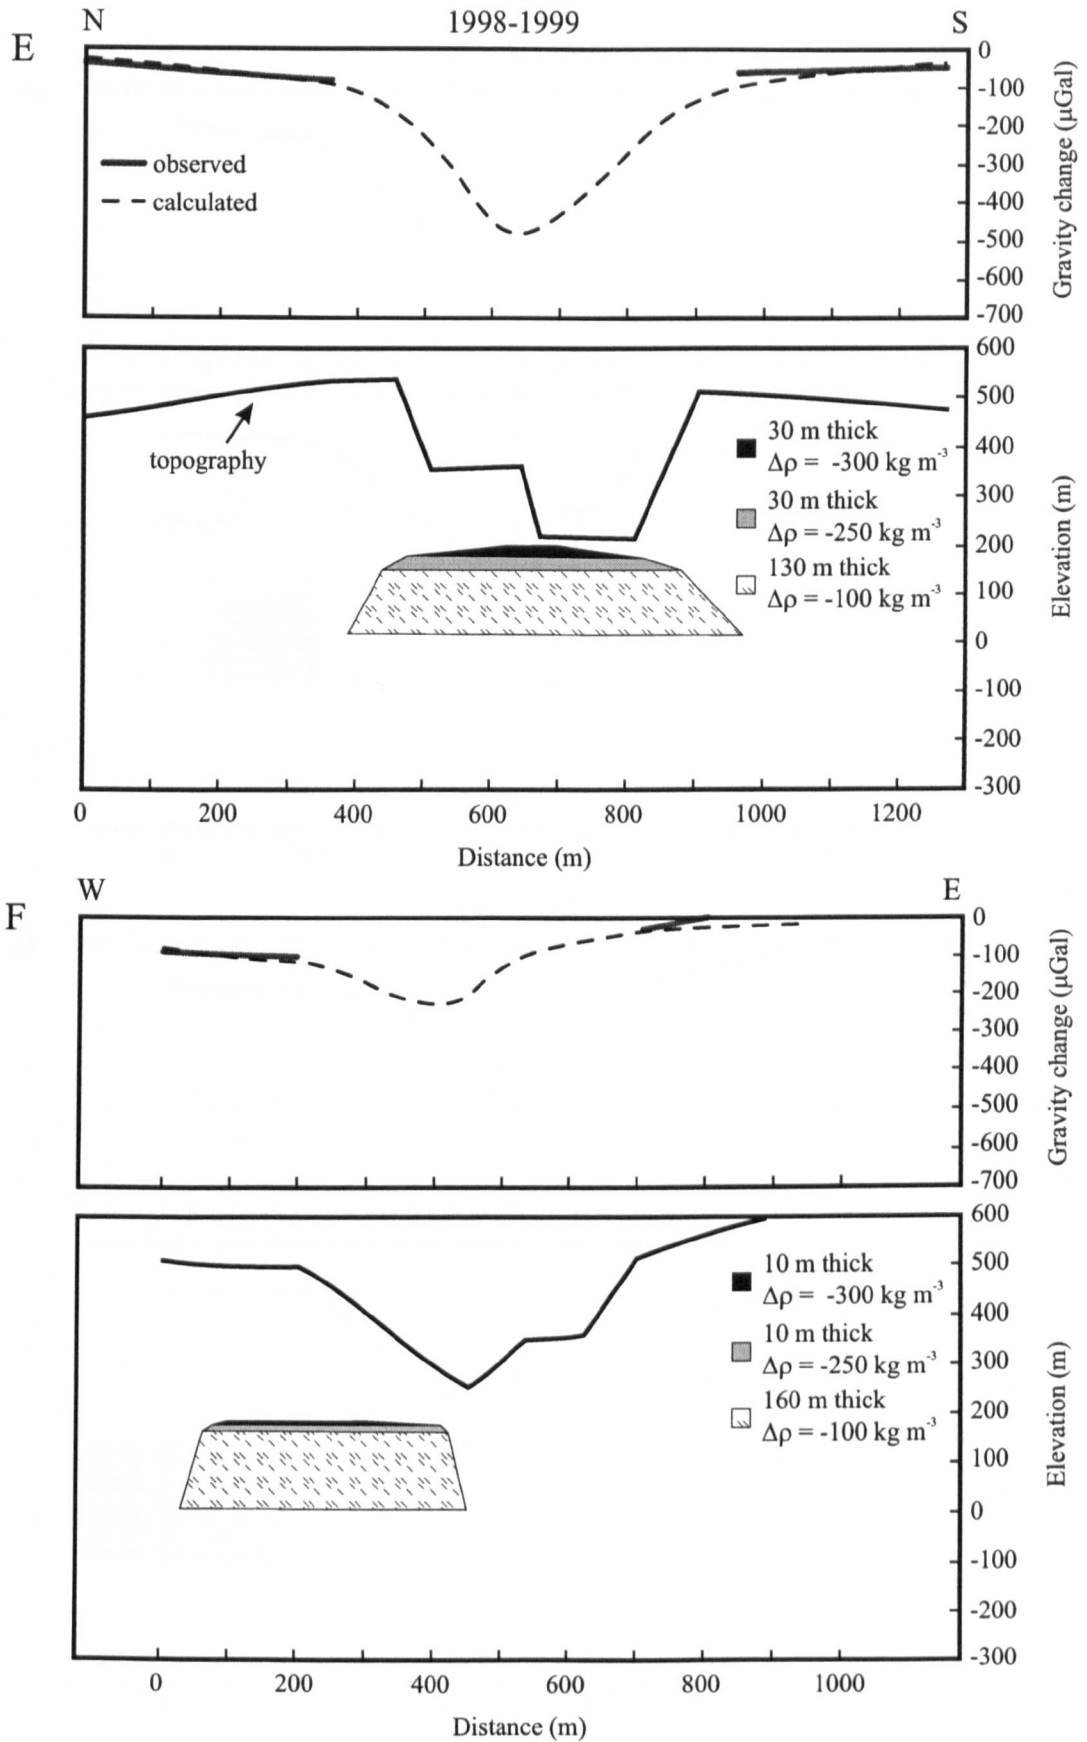 E
N 1998-1999 S
observed
calculated
0
-100
-200
-300
-400
-500
-600
-700
Gravity change (μGal)
topography
30 m thick
Δρ = -300 kg m⁻³
30 m thick
Δρ = -250 kg m⁻³
130 m thick
Δρ = -100 kg m⁻³
600
500
400
300
200
100
0
-100
-200
-300
Elevation (m)
0 200 400 600 800 1000 1200
Distance (m)
F
W E
0
-100
-200
-300
-400
-500
-600
-700
Gravity change (μGal)
10 m thick
Δρ = -300 kg m⁻³
10 m thick
Δρ = -250 kg m⁻³
160 m thick
Δρ = -100 kg m⁻³
600
500
400
300
200
100
0
-100
-200
-300
Elevation (m)
0 200 400 600 800 1000
Distance (m)